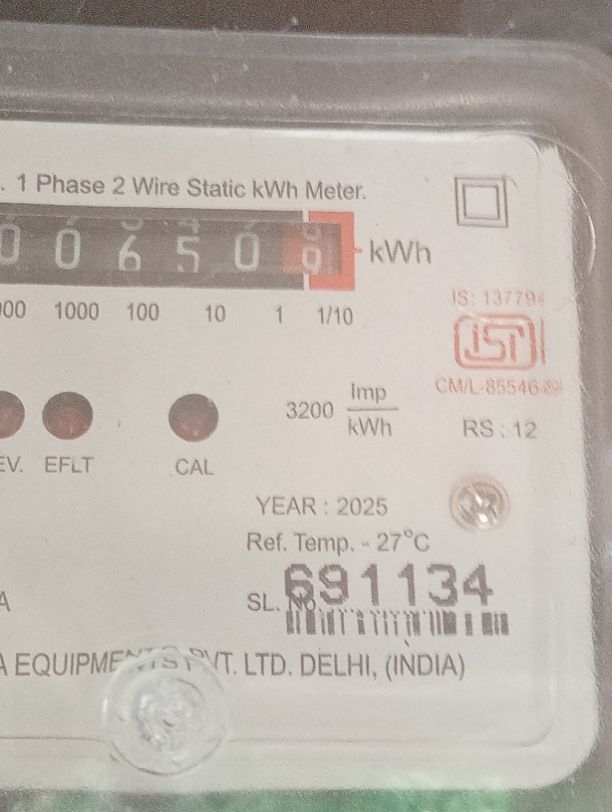 . 1 Phase 2 Wire Static kWh Meter.
0 0 6 5 0 9 kWh
1000 100 10 1 1/10
IS: 13779
ISI
CM/L-85546
3200 Imp/kWh
RS : 12
EV. EFLT CAL
YEAR : 2025
Ref. Temp. - 27°C
SL. No. 691134
A EQUIPMENTS PVT. LTD. DELHI, (INDIA)